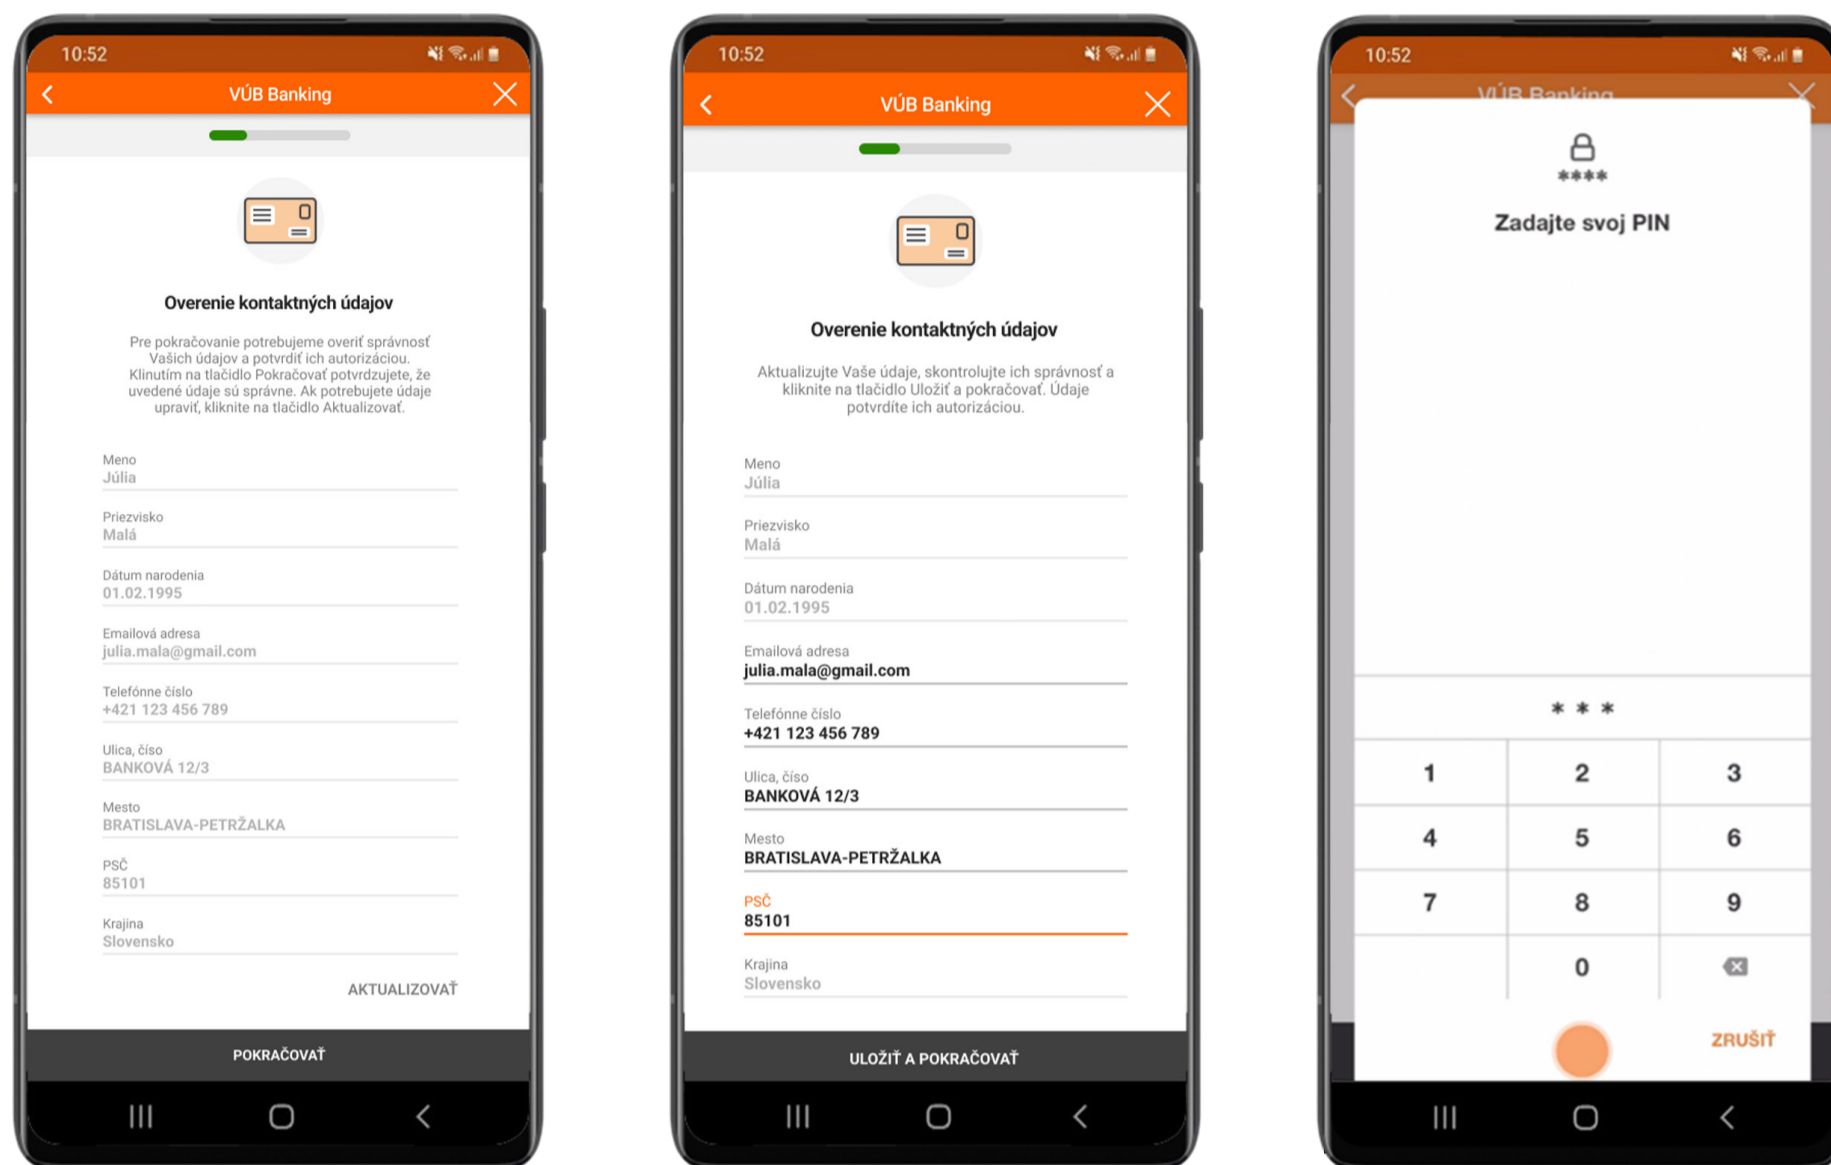 10:52
VÚB Banking
Overenie kontaktných údajov
Pre pokračovanie potrebujeme overiť správnosť
Vašich údajov a potvrdiť ich autorizáciou.
Klinutím na tlačidlo Pokračovať potvrdzujete, že
uvedené údaje sú správne. Ak potrebujete údaje
upraviť, kliknite na tlačidlo Aktualizovať.
Meno
Júlia
Priezvisko
Malá
Dátum narodenia
01.02.1995
Emailová adresa
julia.mala@gmail.com
Telefónne číslo
+421 123 456 789
Ulica, číso
BANKOVÁ 12/3
Mesto
BRATISLAVA-PETRŽALKA
PSČ
85101
Krajina
Slovensko
AKTUALIZOVAŤ
POKRAČOVAŤ
10:52
VÚB Banking
Overenie kontaktných údajov
Aktualizujte Vaše údaje, skontrolujte ich správnosť a
kliknite na tlačidlo Uložiť a pokračovať. Údaje
potvrdíte ich autorizáciou.
Meno
Júlia
Priezvisko
Malá
Dátum narodenia
01.02.1995
Emailová adresa
julia.mala@gmail.com
Telefónne číslo
+421 123 456 789
Ulica, číso
BANKOVÁ 12/3
Mesto
BRATISLAVA-PETRŽALKA
PSČ
85101
Krajina
Slovensko
ULOŽIŤ A POKRAČOVAŤ
10:52
VÚB Banking
****
Zadajte svoj PIN
* * *
1 2 3
4 5 6
7 8 9
0
ZRUŠIŤ